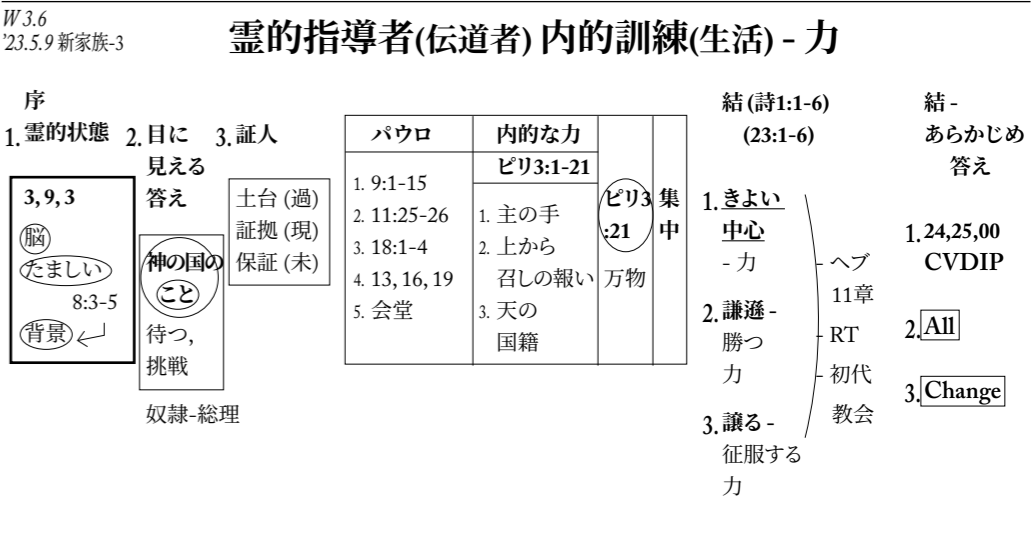 W 3.6
'23.5.9 新家族-3
霊的指導者(伝道者) 内的訓練(生活) - 力
序
1. 霊的状態
3, 9, 3
脳
たましい
8:3-5
背景
2. 目に
見える
答え
神の国の
こと
待つ,
挑戦
奴隷-総理
3. 証人
土台 (過)
証拠 (現)
保証 (未)
パウロ
1. 9:1-15
2. 11:25-26
3. 18:1-4
4. 13, 16, 19
5. 会堂
内的な力
ピリ3:1-21
1. 主の手
2. 上から
召しの報い
3. 天の
国籍
ピリ3
:21
万物
集
中
結 (詩1:1-6)
(23:1-6)
1. きよい
中心
- 力
2. 謙遜 -
勝つ
力
3. 譲る -
征服する
力
- ヘブ
11章
- RT
- 初代
教会
結 -
あらかじめ
答え
1. 24,25,00
CVDIP
2. All
3. Change